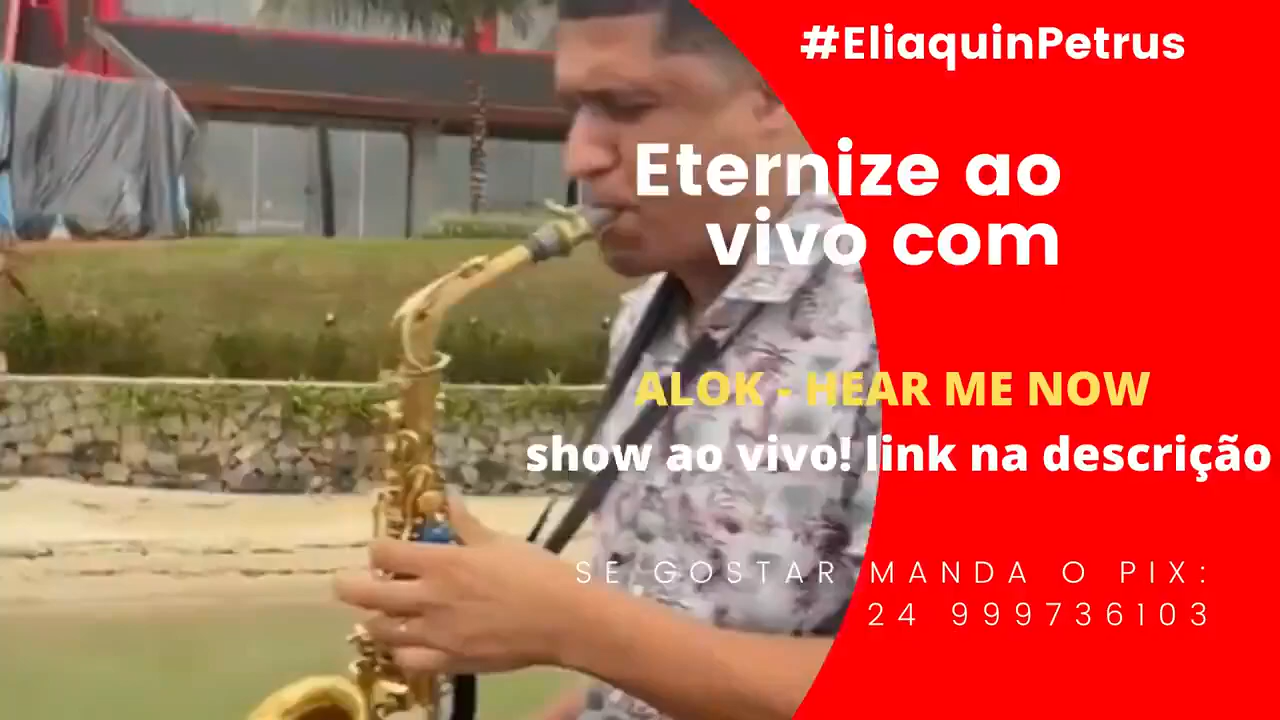 #EliaquinPetrus
Eternize ao
vivo com
ALOK - HEAR ME NOW
show ao vivo! link na descrição
SE GOSTAR MANDA O PIX:
24 999736103